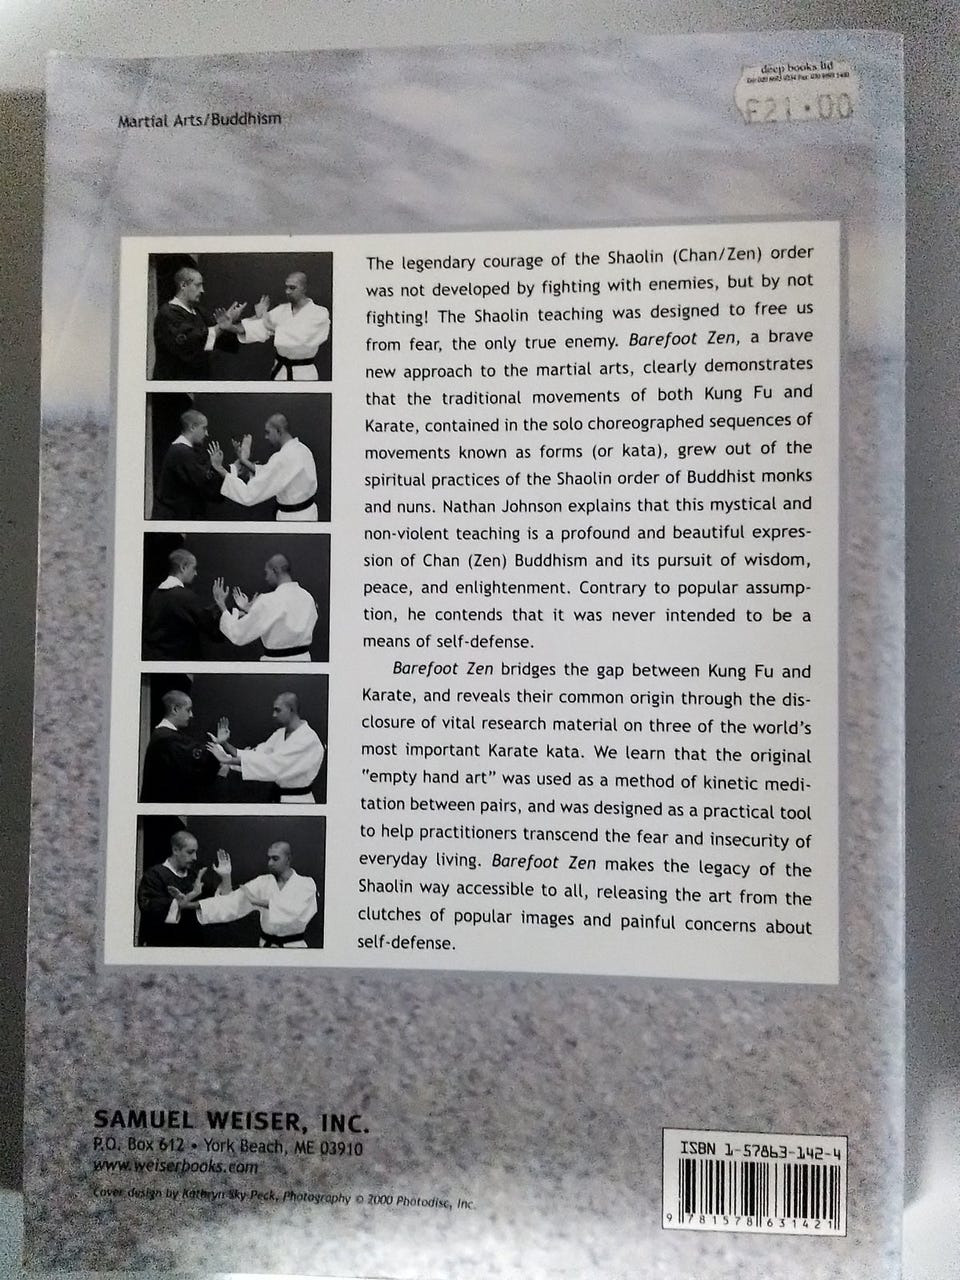 deep books ltd
£21.00
Martial Arts/Buddhism
The legendary courage of the Shaolin (Chan/Zen) order
was not developed by fighting with enemies, but by not
fighting! The Shaolin teaching was designed to free us
from fear, the only true enemy. Barefoot Zen, a brave
new approach to the martial arts, clearly demonstrates
that the traditional movements of both Kung Fu and
Karate, contained in the solo choreographed sequences of
movements known as forms (or kata), grew out of the
spiritual practices of the Shaolin order of Buddhist monks
and nuns. Nathan Johnson explains that this mystical and
non-violent teaching is a profound and beautiful expres-
sion of Chan (Zen) Buddhism and its pursuit of wisdom,
peace, and enlightenment. Contrary to popular assump-
tion, he contends that it was never intended to be a
means of self-defense.
Barefoot Zen bridges the gap between Kung Fu and
Karate, and reveals their common origin through the dis-
closure of vital research material on three of the world's
most important Karate kata. We learn that the original
"empty hand art" was used as a method of kinetic medi-
tation between pairs, and was designed as a practical tool
to help practitioners transcend the fear and insecurity of
everyday living. Barefoot Zen makes the legacy of the
Shaolin way accessible to all, releasing the art from the
clutches of popular images and painful concerns about
self-defense.
SAMUEL WEISER, INC.
P.O. Box 612 • York Beach, ME 03910
www.weiserbooks.com
Cover design by Kathryn Sky-Peck, Photography © 2000 Photodisc, Inc.
ISBN 1-57863-142-4
9 781578 631421